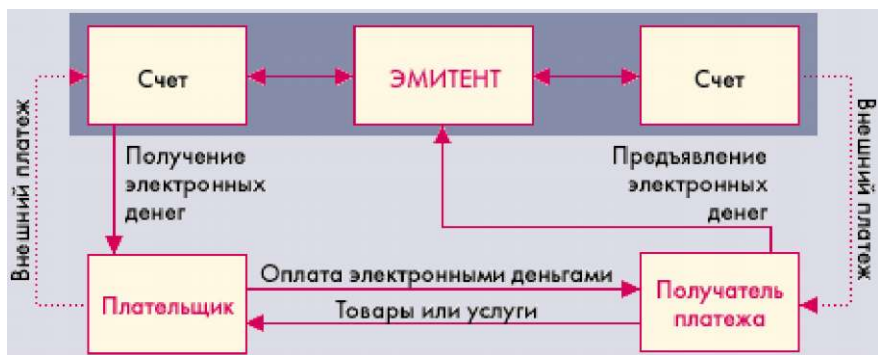 Счет
ЭМИТЕНТ
Счет
Внешний платеж
Получение
электронных
денег
Предъявление
электронных
денег
Внешний платеж
Плательщик
Оплата электронными деньгами
Товары или услуги
Получатель
платежа